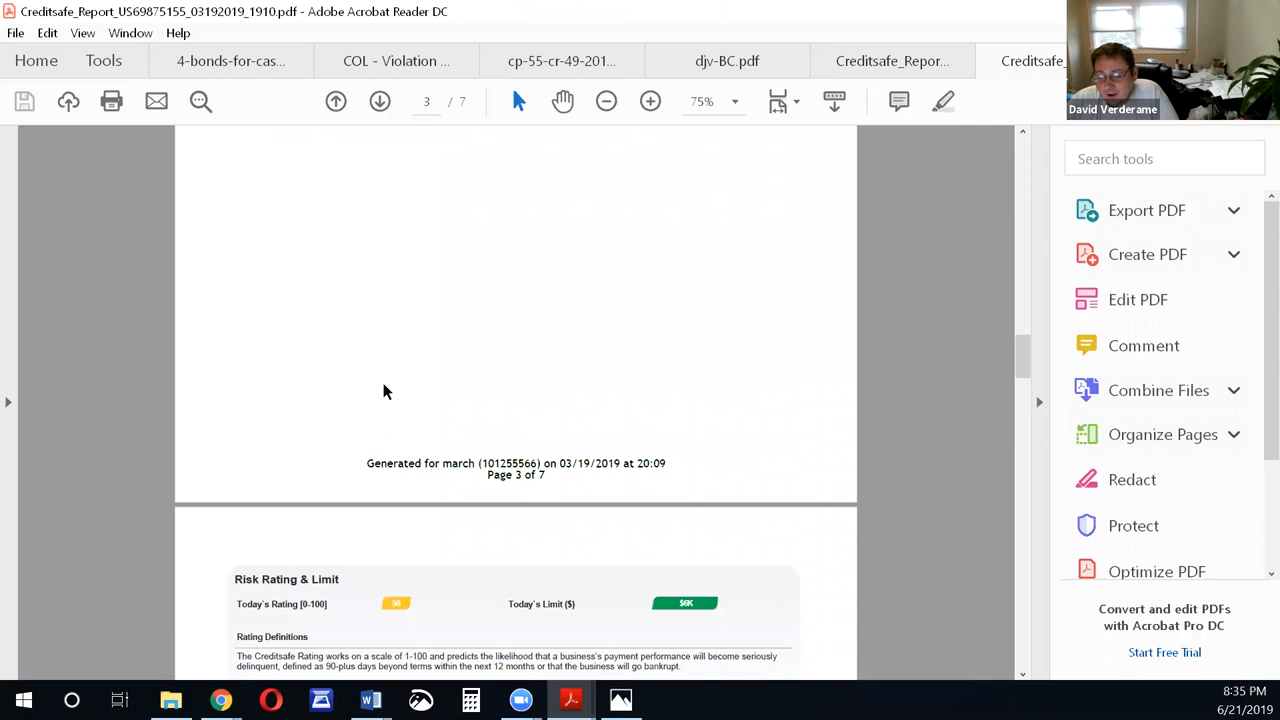 Creditsafe_Report_US69875155_03192019_1910.pdf - Adobe Acrobat Reader DC
File Edit View Window Help
Home Tools 4-bonds-for-cas... COL - Violation ... cp-55-cr-49-201... djv-BC.pdf Creditsafe_Repor... Creditsafe_
3 / 7 75%
David Verderame
Search tools
Export PDF
Create PDF
Edit PDF
Comment
Combine Files
Organize Pages
Redact
Protect
Optimize PDF
Convert and edit PDFs
with Acrobat Pro DC
Start Free Trial
Generated for march (101255566) on 03/19/2019 at 20:09
Page 3 of 7
Risk Rating & Limit
Today`s Rating [0-100] 50 Today`s Limit ($) $6K
Rating Definitions
The Creditsafe Rating works on a scale of 1-100 and predicts the likelihood that a business's payment performance will become seriously
delinquent, defined as 90-plus days beyond terms within the next 12 months or that the business will go bankrupt.
8:35 PM
6/21/2019